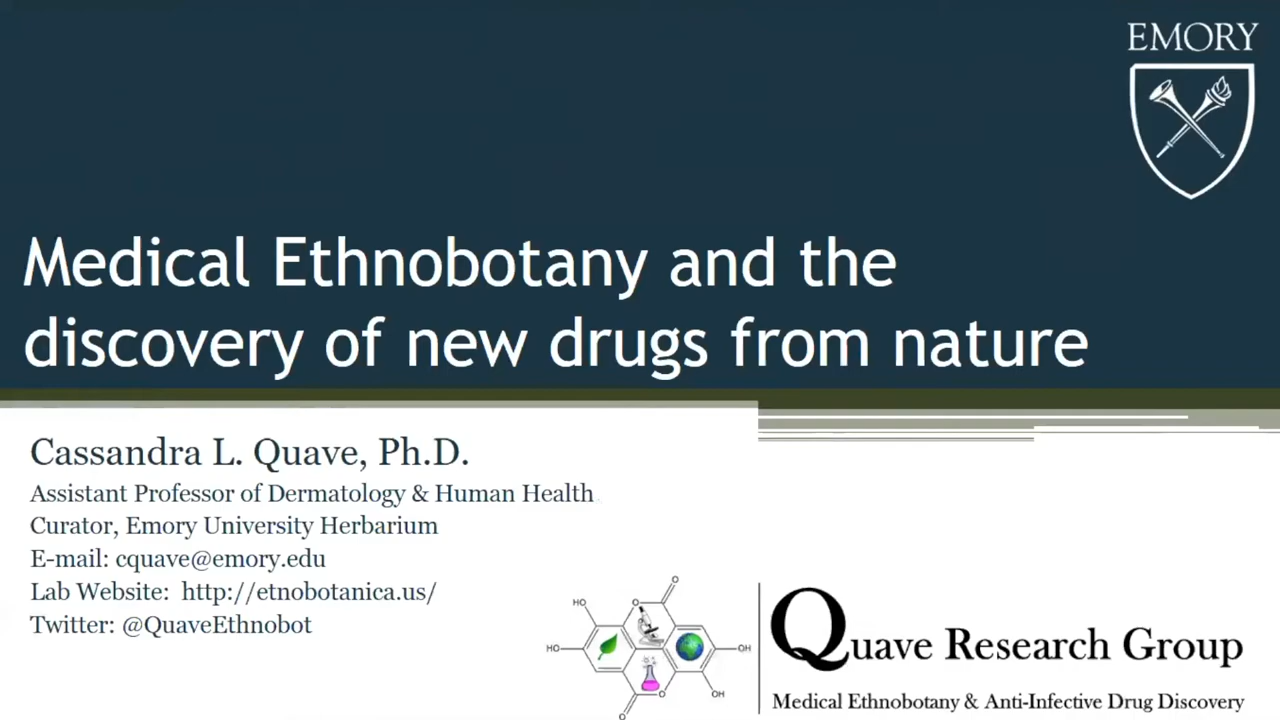 EMORY
Medical Ethnobotany and the
discovery of new drugs from nature
Cassandra L. Quave, Ph.D.
Assistant Professor of Dermatology & Human Health
Curator, Emory University Herbarium
E-mail: cquave@emory.edu
Lab Website: http://etnobotanica.us/
Twitter: @QuaveEthnobot
O
HO
O
HO
OH
O
OH
O
Quave Research Group
Medical Ethnobotany & Anti-Infective Drug Discovery